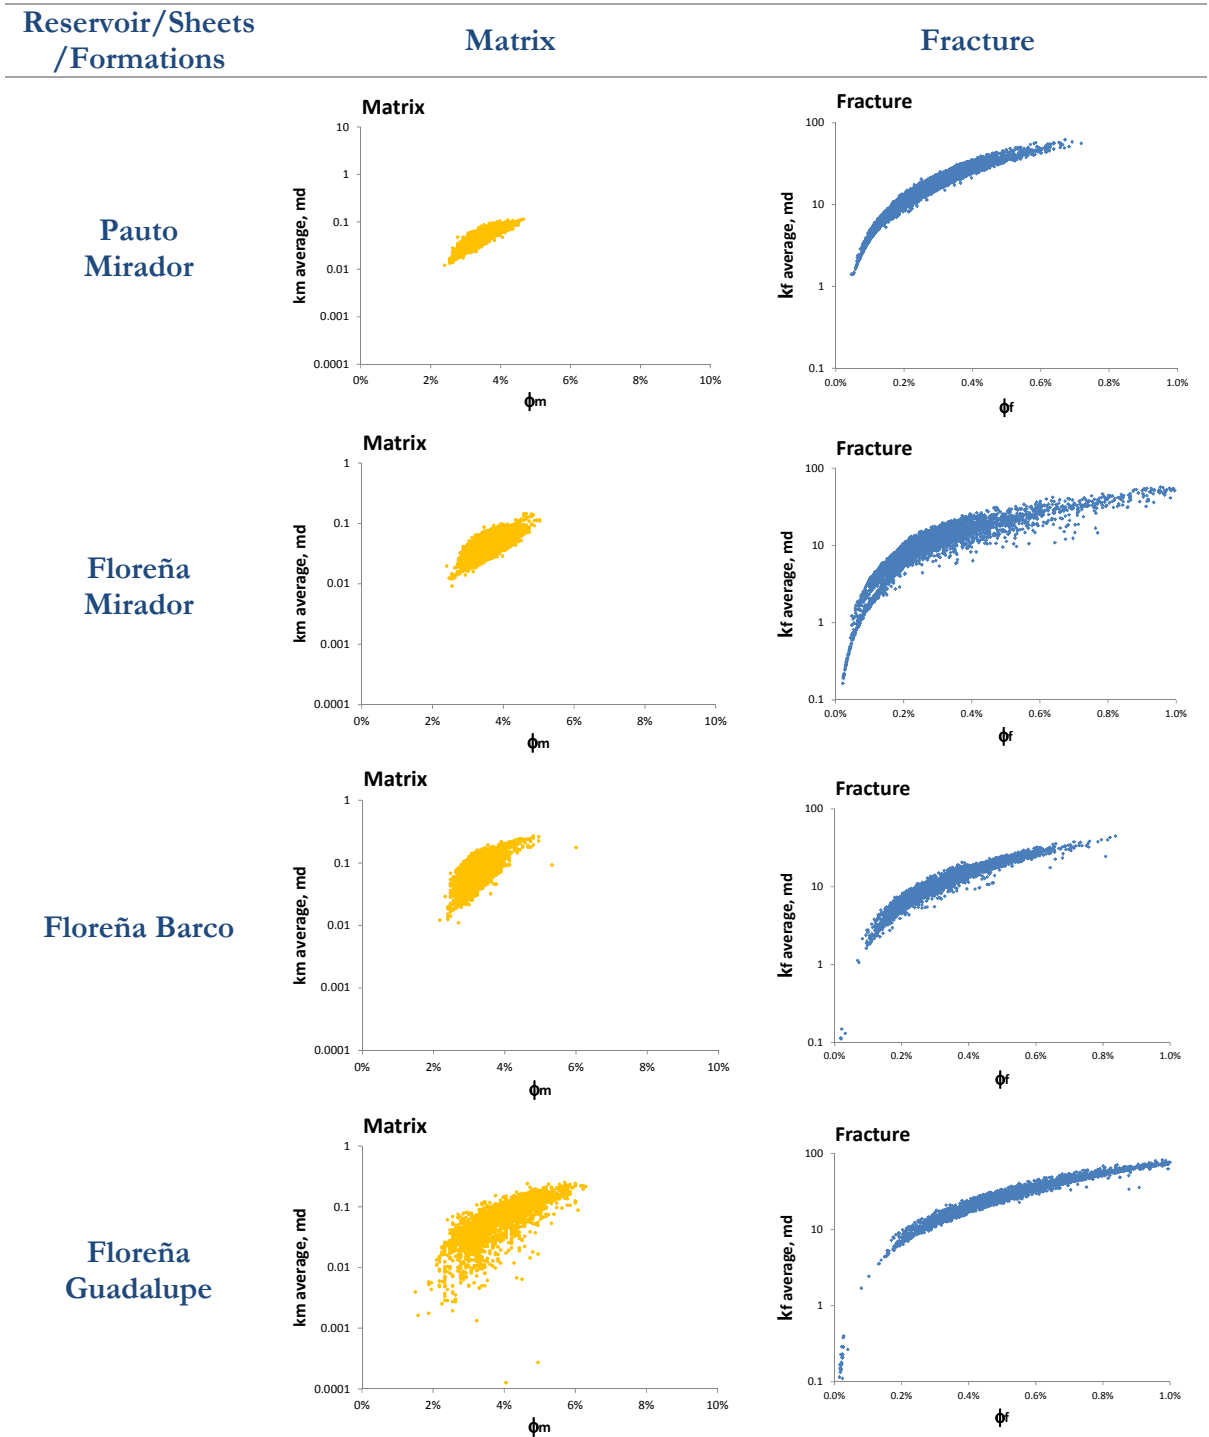 Reservoir/Sheets
/Formations
Matrix
Fracture
Pauto
Mirador
Matrix
km average, md
10
1
0.1
0.01
0.001
0.0001
0% 2% 4% 6% 8% 10%
ϕm
Fracture
kf average, md
100
10
1
0.1
0.0% 0.2% 0.4% 0.6% 0.8% 1.0%
ϕf
Floreña
Mirador
Matrix
km average, md
1
0.1
0.01
0.001
0.0001
0% 2% 4% 6% 8% 10%
ϕm
Fracture
kf average, md
100
10
1
0.1
0.0% 0.2% 0.4% 0.6% 0.8% 1.0%
ϕf
Floreña Barco
Matrix
km average, md
1
0.1
0.01
0.001
0.0001
0% 2% 4% 6% 8% 10%
ϕm
Fracture
kf average, md
100
10
1
0.1
0.0% 0.2% 0.4% 0.6% 0.8% 1.0%
ϕf
Floreña
Guadalupe
Matrix
km average, md
1
0.1
0.01
0.001
0.0001
0% 2% 4% 6% 8% 10%
ϕm
Fracture
kf average, md
100
10
1
0.1
0.0% 0.2% 0.4% 0.6% 0.8% 1.0%
ϕf